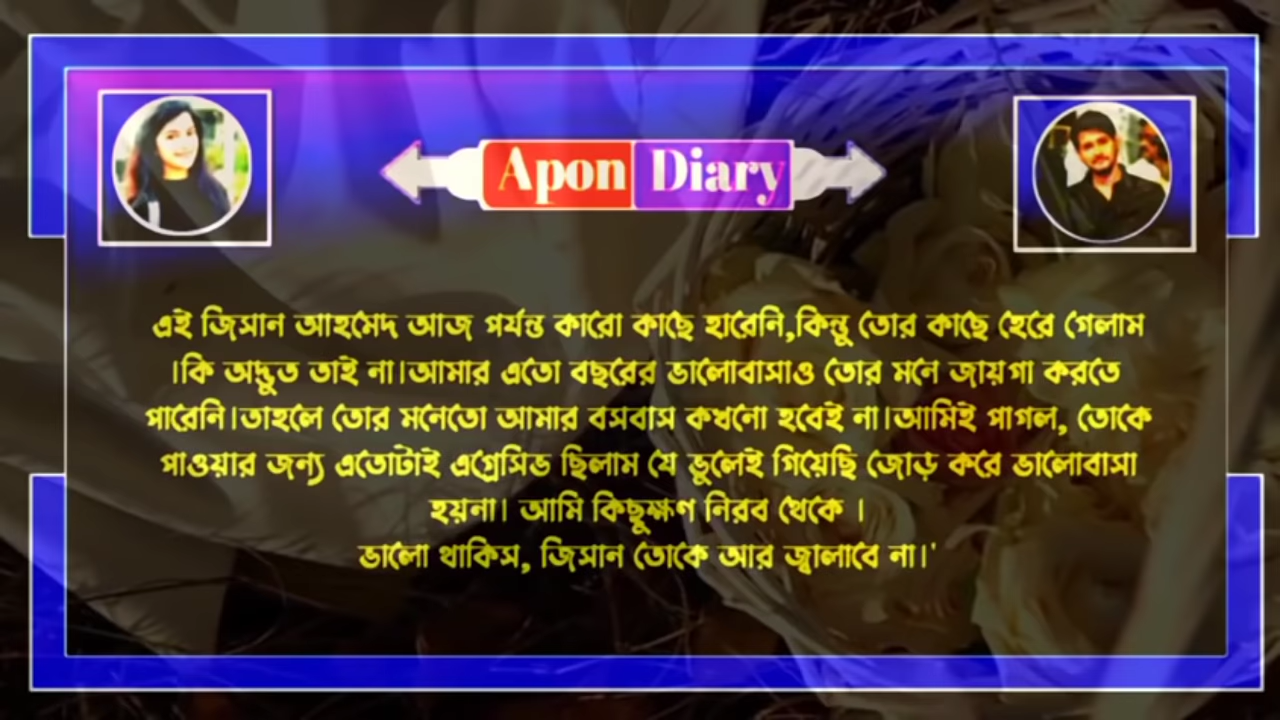 Apon Diary
এই জিসান আহমেদ আজ পর্যন্ত কারো কাছে হারেনি,কিন্তু তোর কাছে হেরে গেলাম
।কি অদ্ভুত তাই না।আমার এতো বছরের ভালোবাসাও তোর মনে জায়গা করতে
পারেনি।তাহলে তোর মনেতো আমার বসবাস কখনো হবেই না।আমিই পাগল, তোকে
পাওয়ার জন্য এতোটাই এগ্রেসিভ ছিলাম যে ভুলেই গিয়েছি জোড় করে ভালোবাসা
হয়না। আমি কিছুক্ষণ নিরব থেকে ।
ভালো থাকিস, জিসান তোকে আর জ্বালাবে না।'